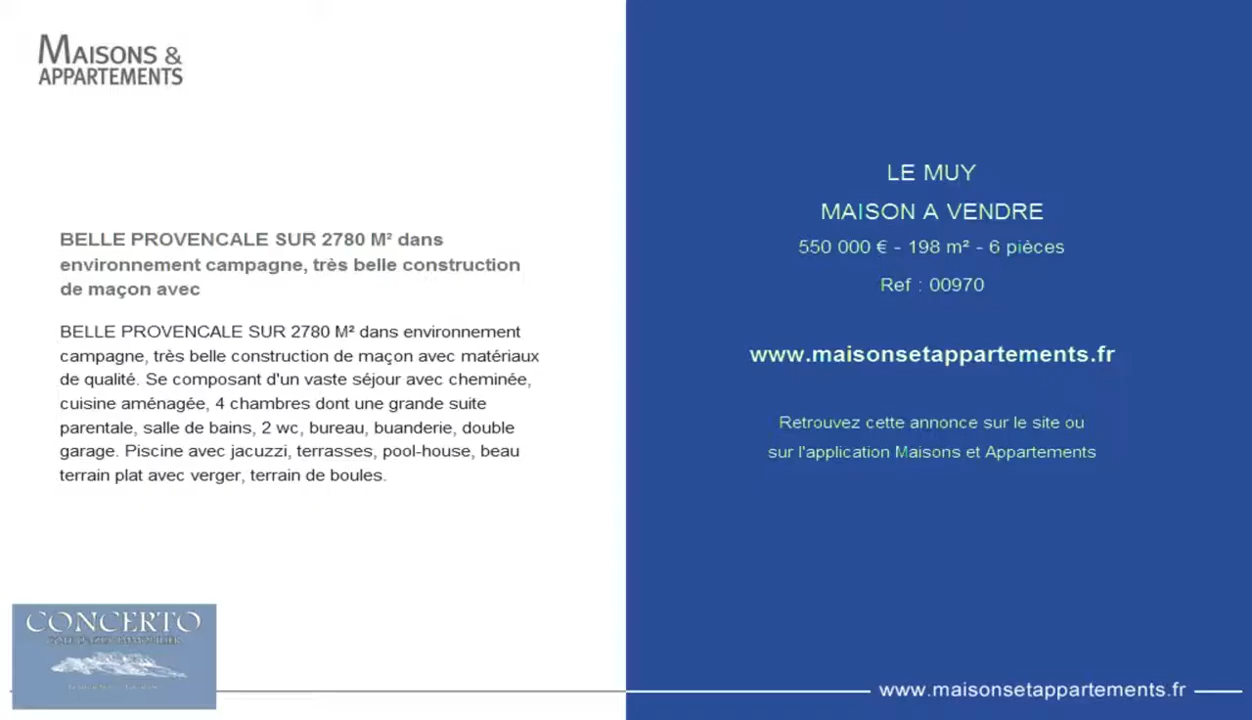 MAISONS &
APPARTEMENTS
BELLE PROVENCALE SUR 2780 M² dans
environnement campagne, très belle construction
de maçon avec
BELLE PROVENCALE SUR 2780 M² dans environnement
campagne, très belle construction de maçon avec matériaux
de qualité. Se composant d'un vaste séjour avec cheminée,
cuisine aménagée, 4 chambres dont une grande suite
parentale, salle de bains, 2 wc, bureau, buanderie, double
garage. Piscine avec jacuzzi, terrasses, pool-house, beau
terrain plat avec verger, terrain de boules.
CONCERTO
CÔTE D'AZUR IMMOBILIER
LE MUY
MAISON A VENDRE
550 000 € - 198 m² - 6 pièces
Ref : 00970
www.maisonsetappartements.fr
Retrouvez cette annonce sur le site ou
sur l'application Maisons et Appartements
www.maisonsetappartements.fr